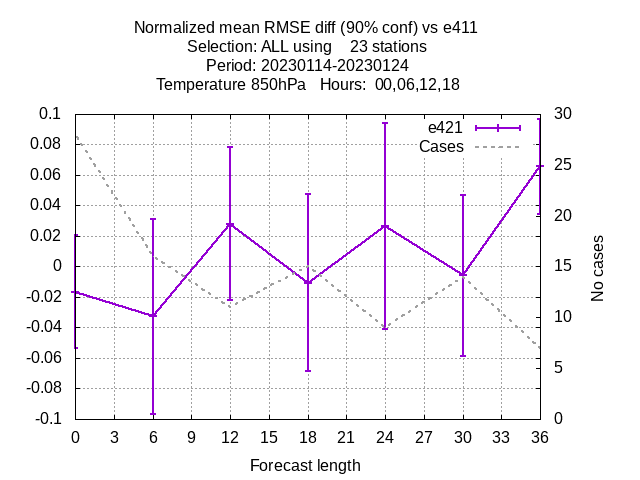 Normalized mean RMSE diff (90% conf) vs e411
Selection: ALL using    23 stations
Period: 20230114-20230124
Temperature 850hPa   Hours:  00,06,12,18
0.1
0.08
0.06
0.04
0.02
0
-0.02
-0.04
-0.06
-0.08
-0.1
e421
Cases
30
25
20
15
10
5
0
No cases
0 3 6 9 12 15 18 21 24 27 30 33 36
Forecast length